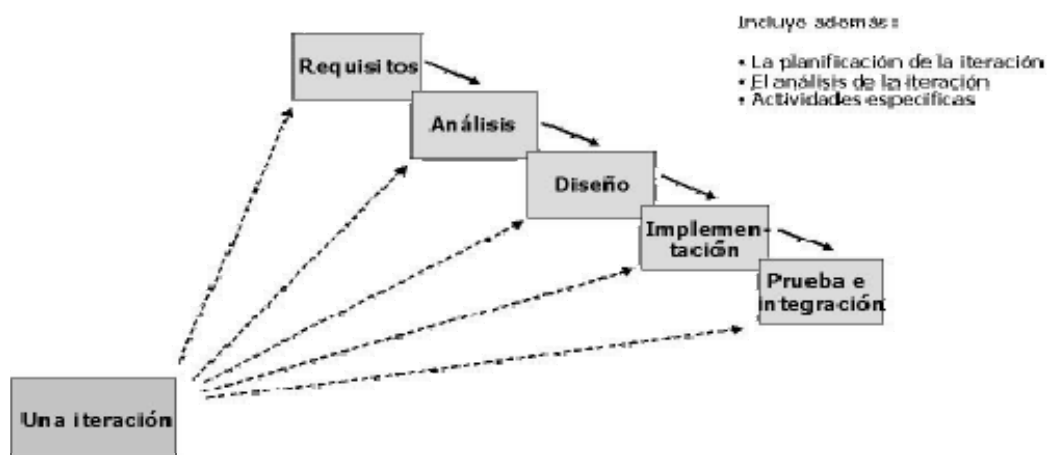 Incluye además:
• La planificación de la iteración
• El análisis de la iteración
• Actividades específicas
Requisitos
Análisis
Diseño
Implemen-
tación
Prueba e
integración
Una iteración